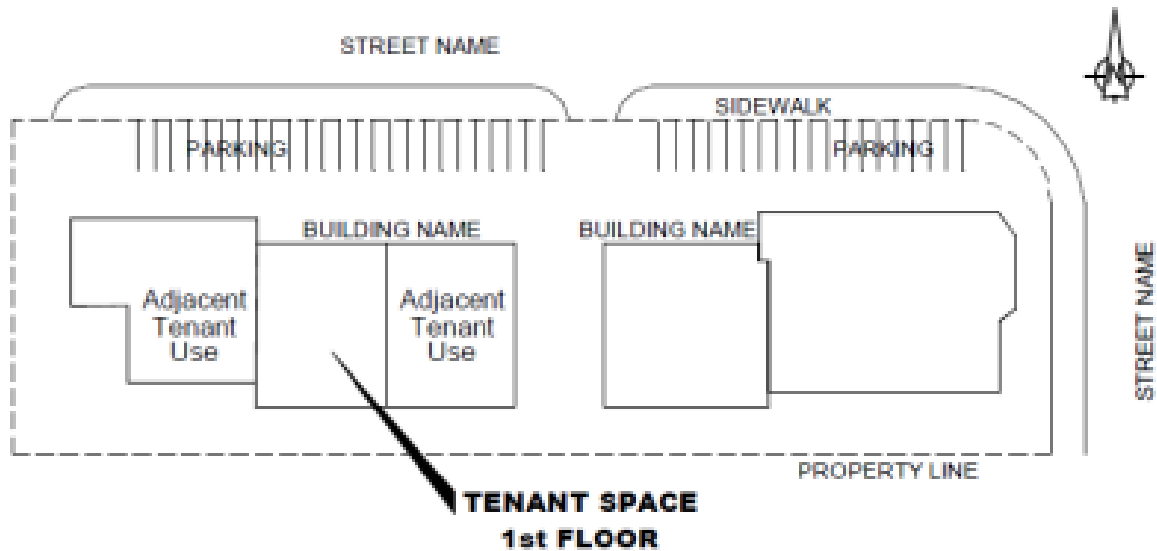 STREET NAME
SIDEWALK
PARKING
PARKING
BUILDING NAME
BUILDING NAME
Adjacent
Tenant
Use
Adjacent
Tenant
Use
STREET NAME
PROPERTY LINE
TENANT SPACE
1st FLOOR
N